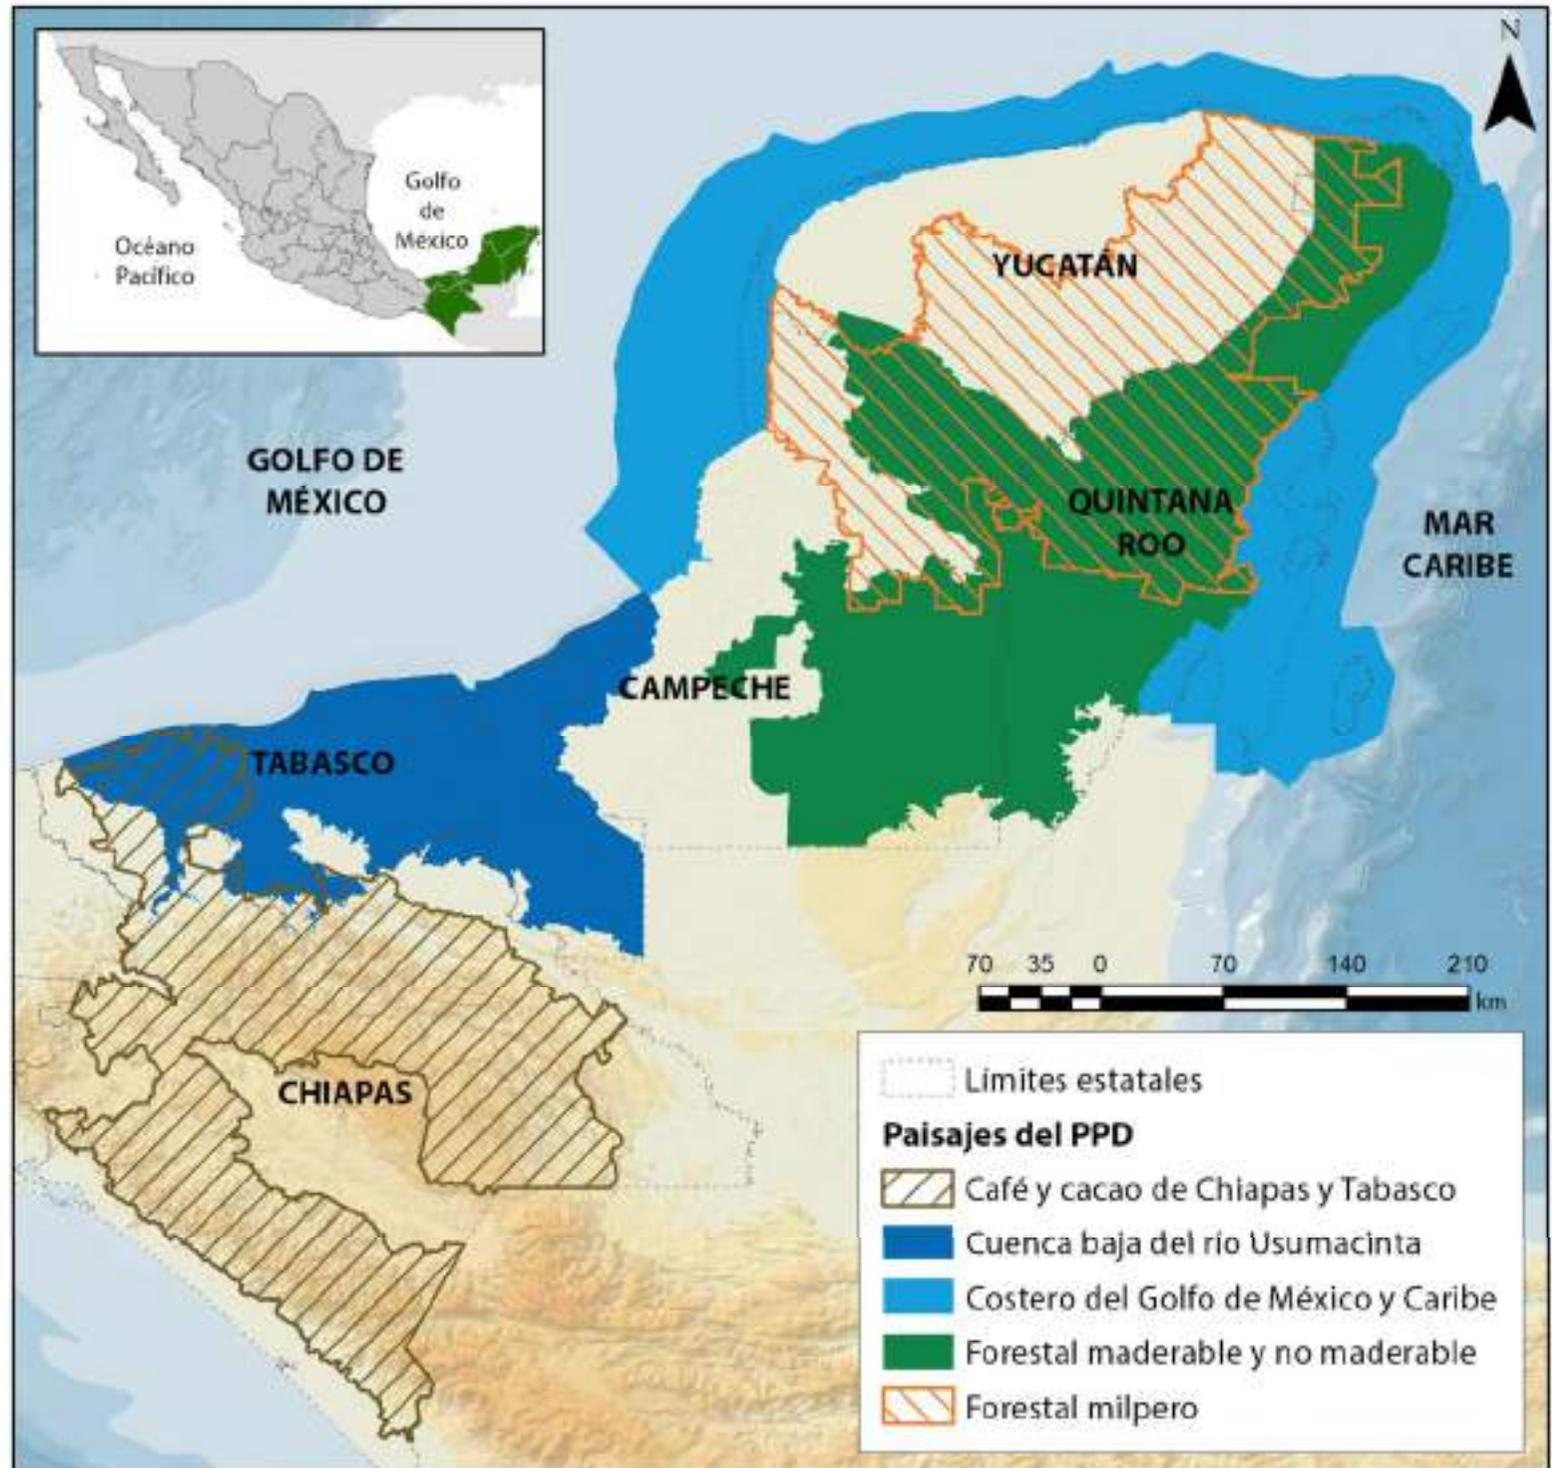 Golfo
de
México
Océano
Pacífico
N
YUCATÁN
GOLFO DE
MÉXICO
QUINTANA
ROO
MAR
CARIBE
CAMPECHE
TABASCO
CHIAPAS
70 35 0 70 140 210
km
Límites estatales
Paisajes del PPD
Café y cacao de Chiapas y Tabasco
Cuenca baja del río Usumacinta
Costero del Golfo de México y Caribe
Forestal maderable y no maderable
Forestal milpero